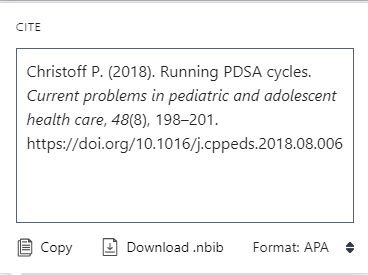 CITE
Christoff P. (2018). Running PDSA cycles.
Current problems in pediatric and adolescent
health care, 48(8), 198–201.
https://doi.org/10.1016/j.cppeds.2018.08.006
Copy Download .nbib Format: APA